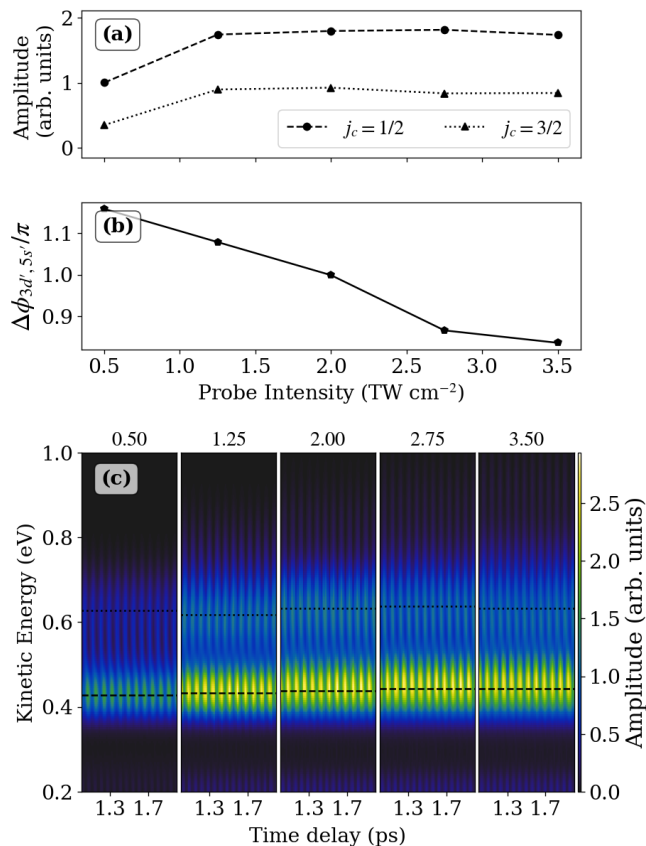 (a)
Amplitude
(arb. units)
2
1
0
j_c = 1/2
j_c = 3/2
(b)
Δϕ_{3d′,5s′}/π
1.1
1.0
0.9
0.5 1.0 1.5 2.0 2.5 3.0 3.5
Probe Intensity (TW cm⁻²)
0.50 1.25 2.00 2.75 3.50
(c)
Kinetic Energy (eV)
1.0
0.8
0.6
0.4
0.2
1.3 1.7 1.3 1.7 1.3 1.7 1.3 1.7 1.3 1.7
Time delay (ps)
2.5
2.0
1.5
1.0
0.5
0.0
Amplitude (arb. units)